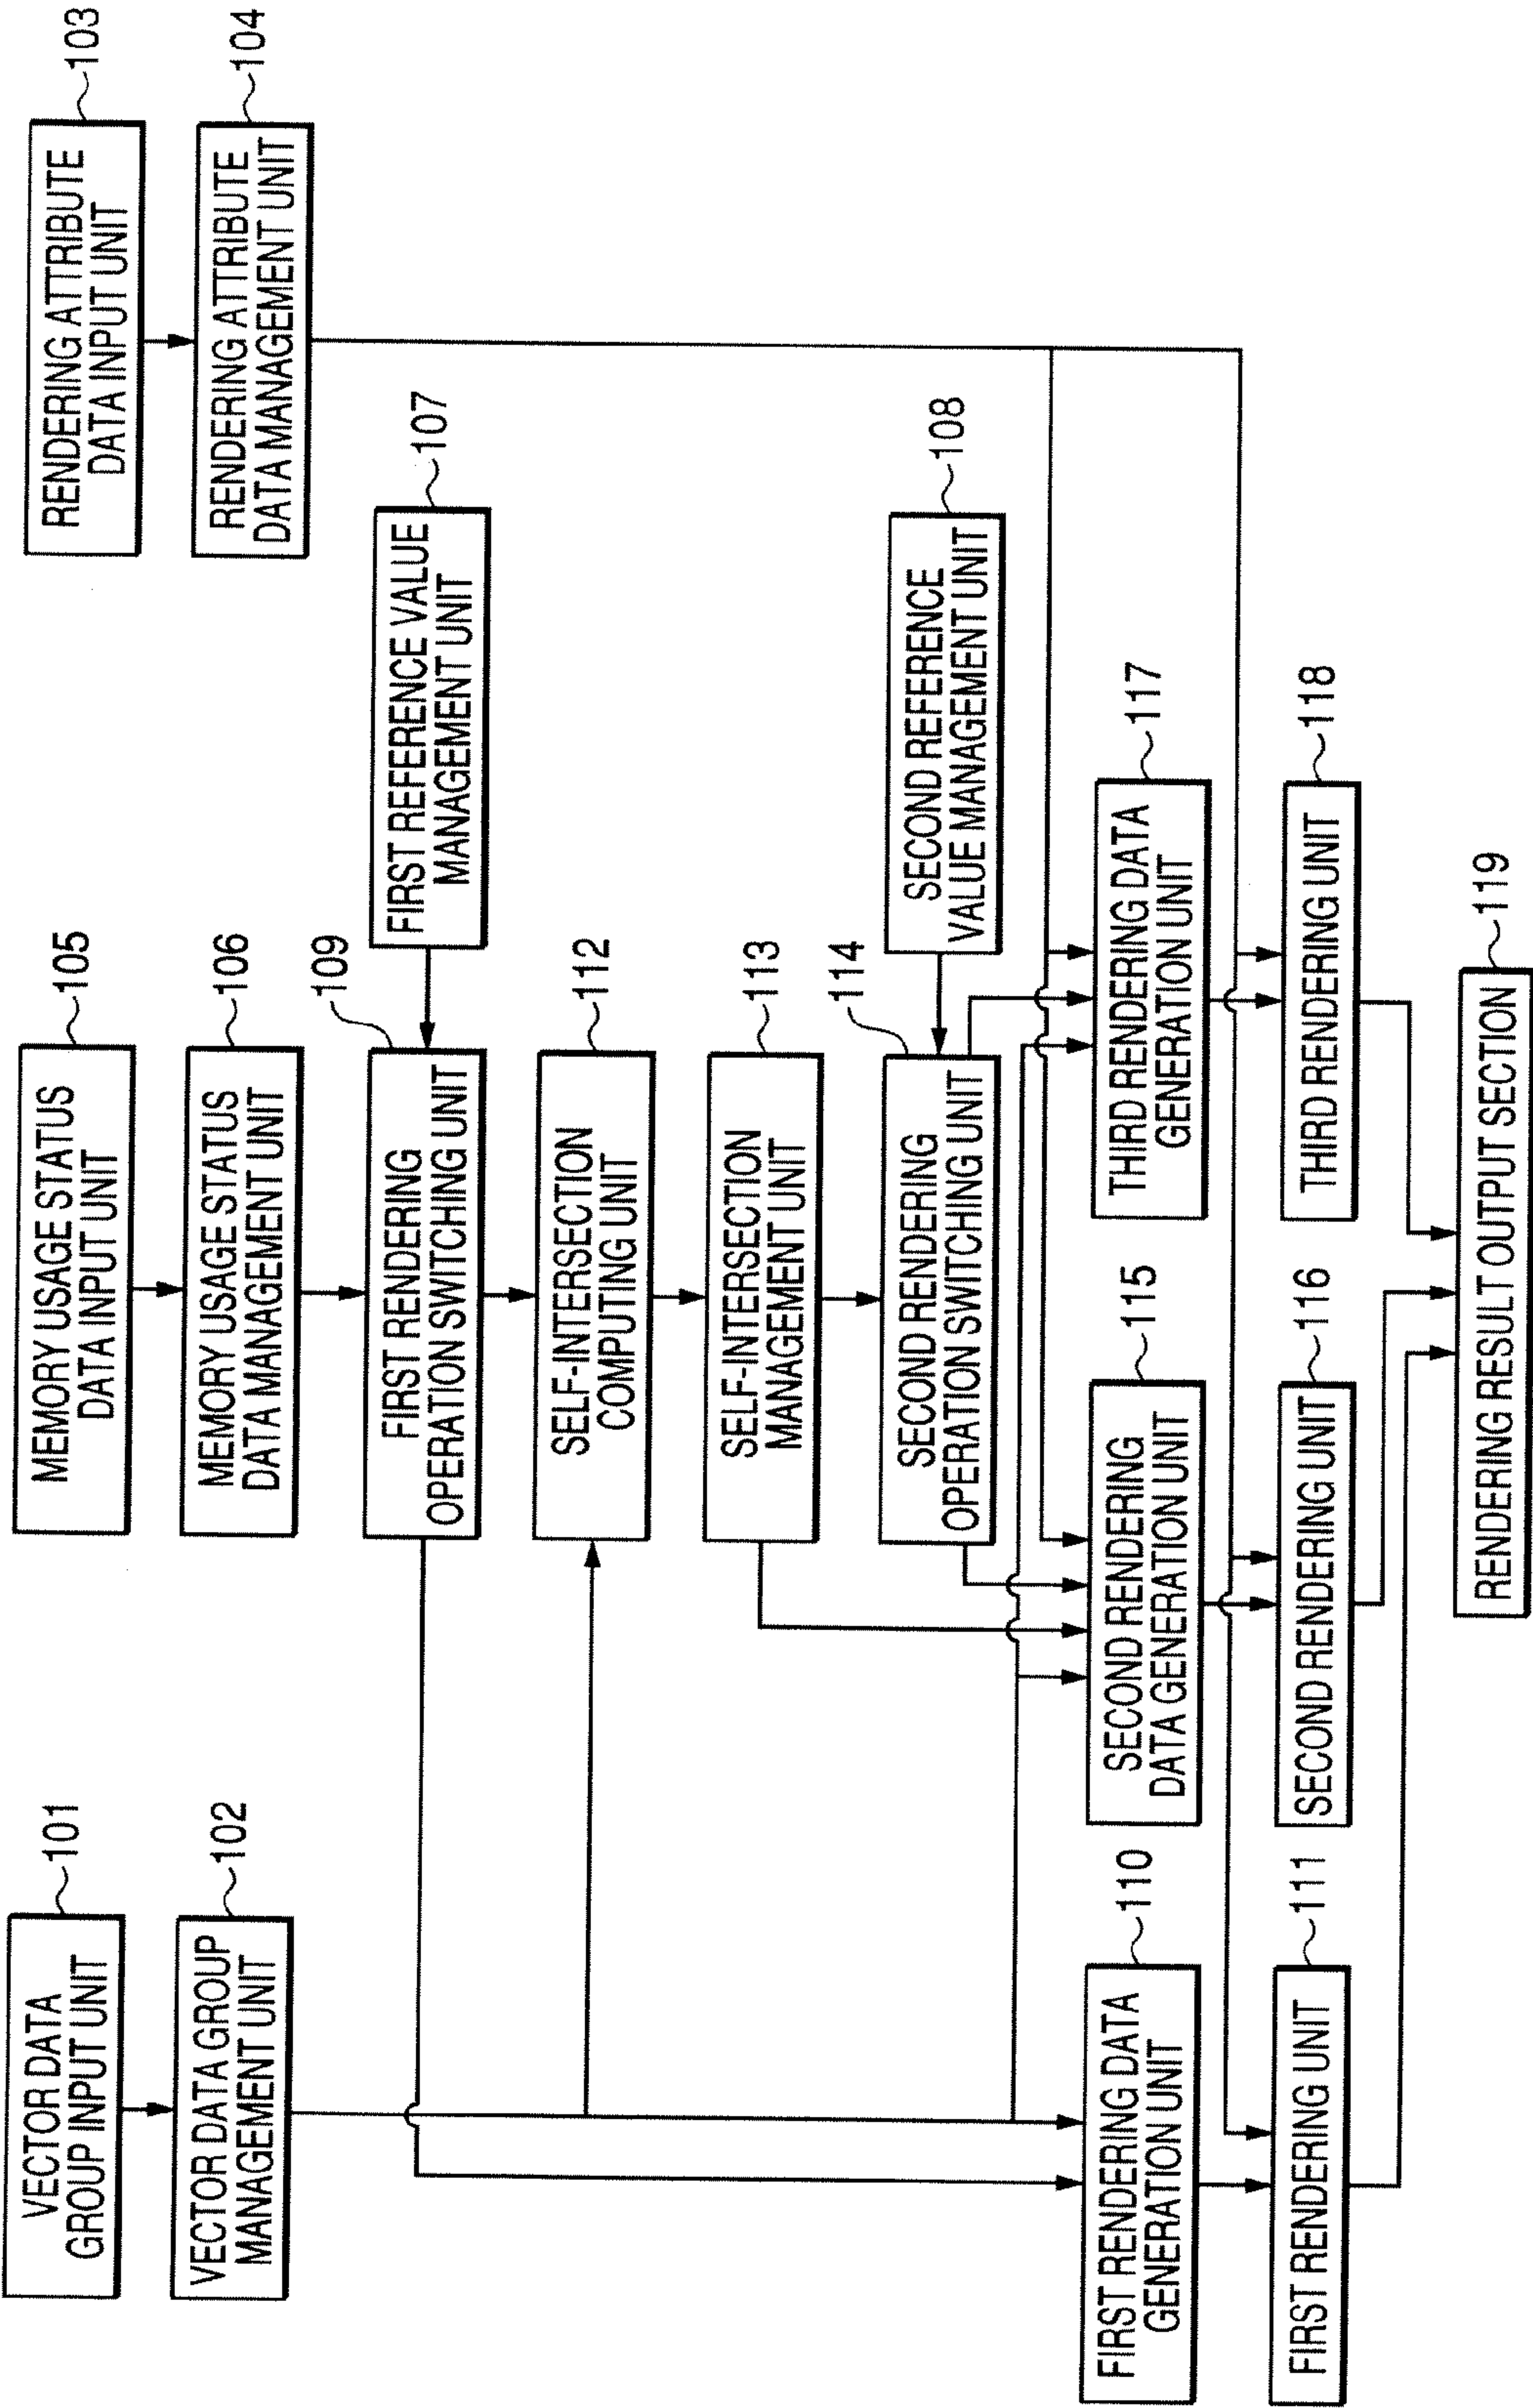 VECTOR DATA
GROUP INPUT UNIT
101
VECTOR DATA GROUP
MANAGEMENT UNIT
102
MEMORY USAGE STATUS
DATA INPUT UNIT
105
MEMORY USAGE STATUS
DATA MANAGEMENT UNIT
106
RENDERING ATTRIBUTE
DATA INPUT UNIT
103
RENDERING ATTRIBUTE
DATA MANAGEMENT UNIT
104
FIRST RENDERING
OPERATION SWITCHING UNIT
109
FIRST REFERENCE VALUE
MANAGEMENT UNIT
107
SELF-INTERSECTION
COMPUTING UNIT
112
SELF-INTERSECTION
MANAGEMENT UNIT
113
SECOND RENDERING
OPERATION SWITCHING UNIT
114
SECOND REFERENCE
VALUE MANAGEMENT UNIT
108
FIRST RENDERING DATA
GENERATION UNIT
110
SECOND RENDERING
DATA GENERATION UNIT
115
THIRD RENDERING DATA
GENERATION UNIT
117
FIRST RENDERING UNIT
111
SECOND RENDERING UNIT
116
THIRD RENDERING UNIT
118
RENDERING RESULT OUTPUT SECTION
119